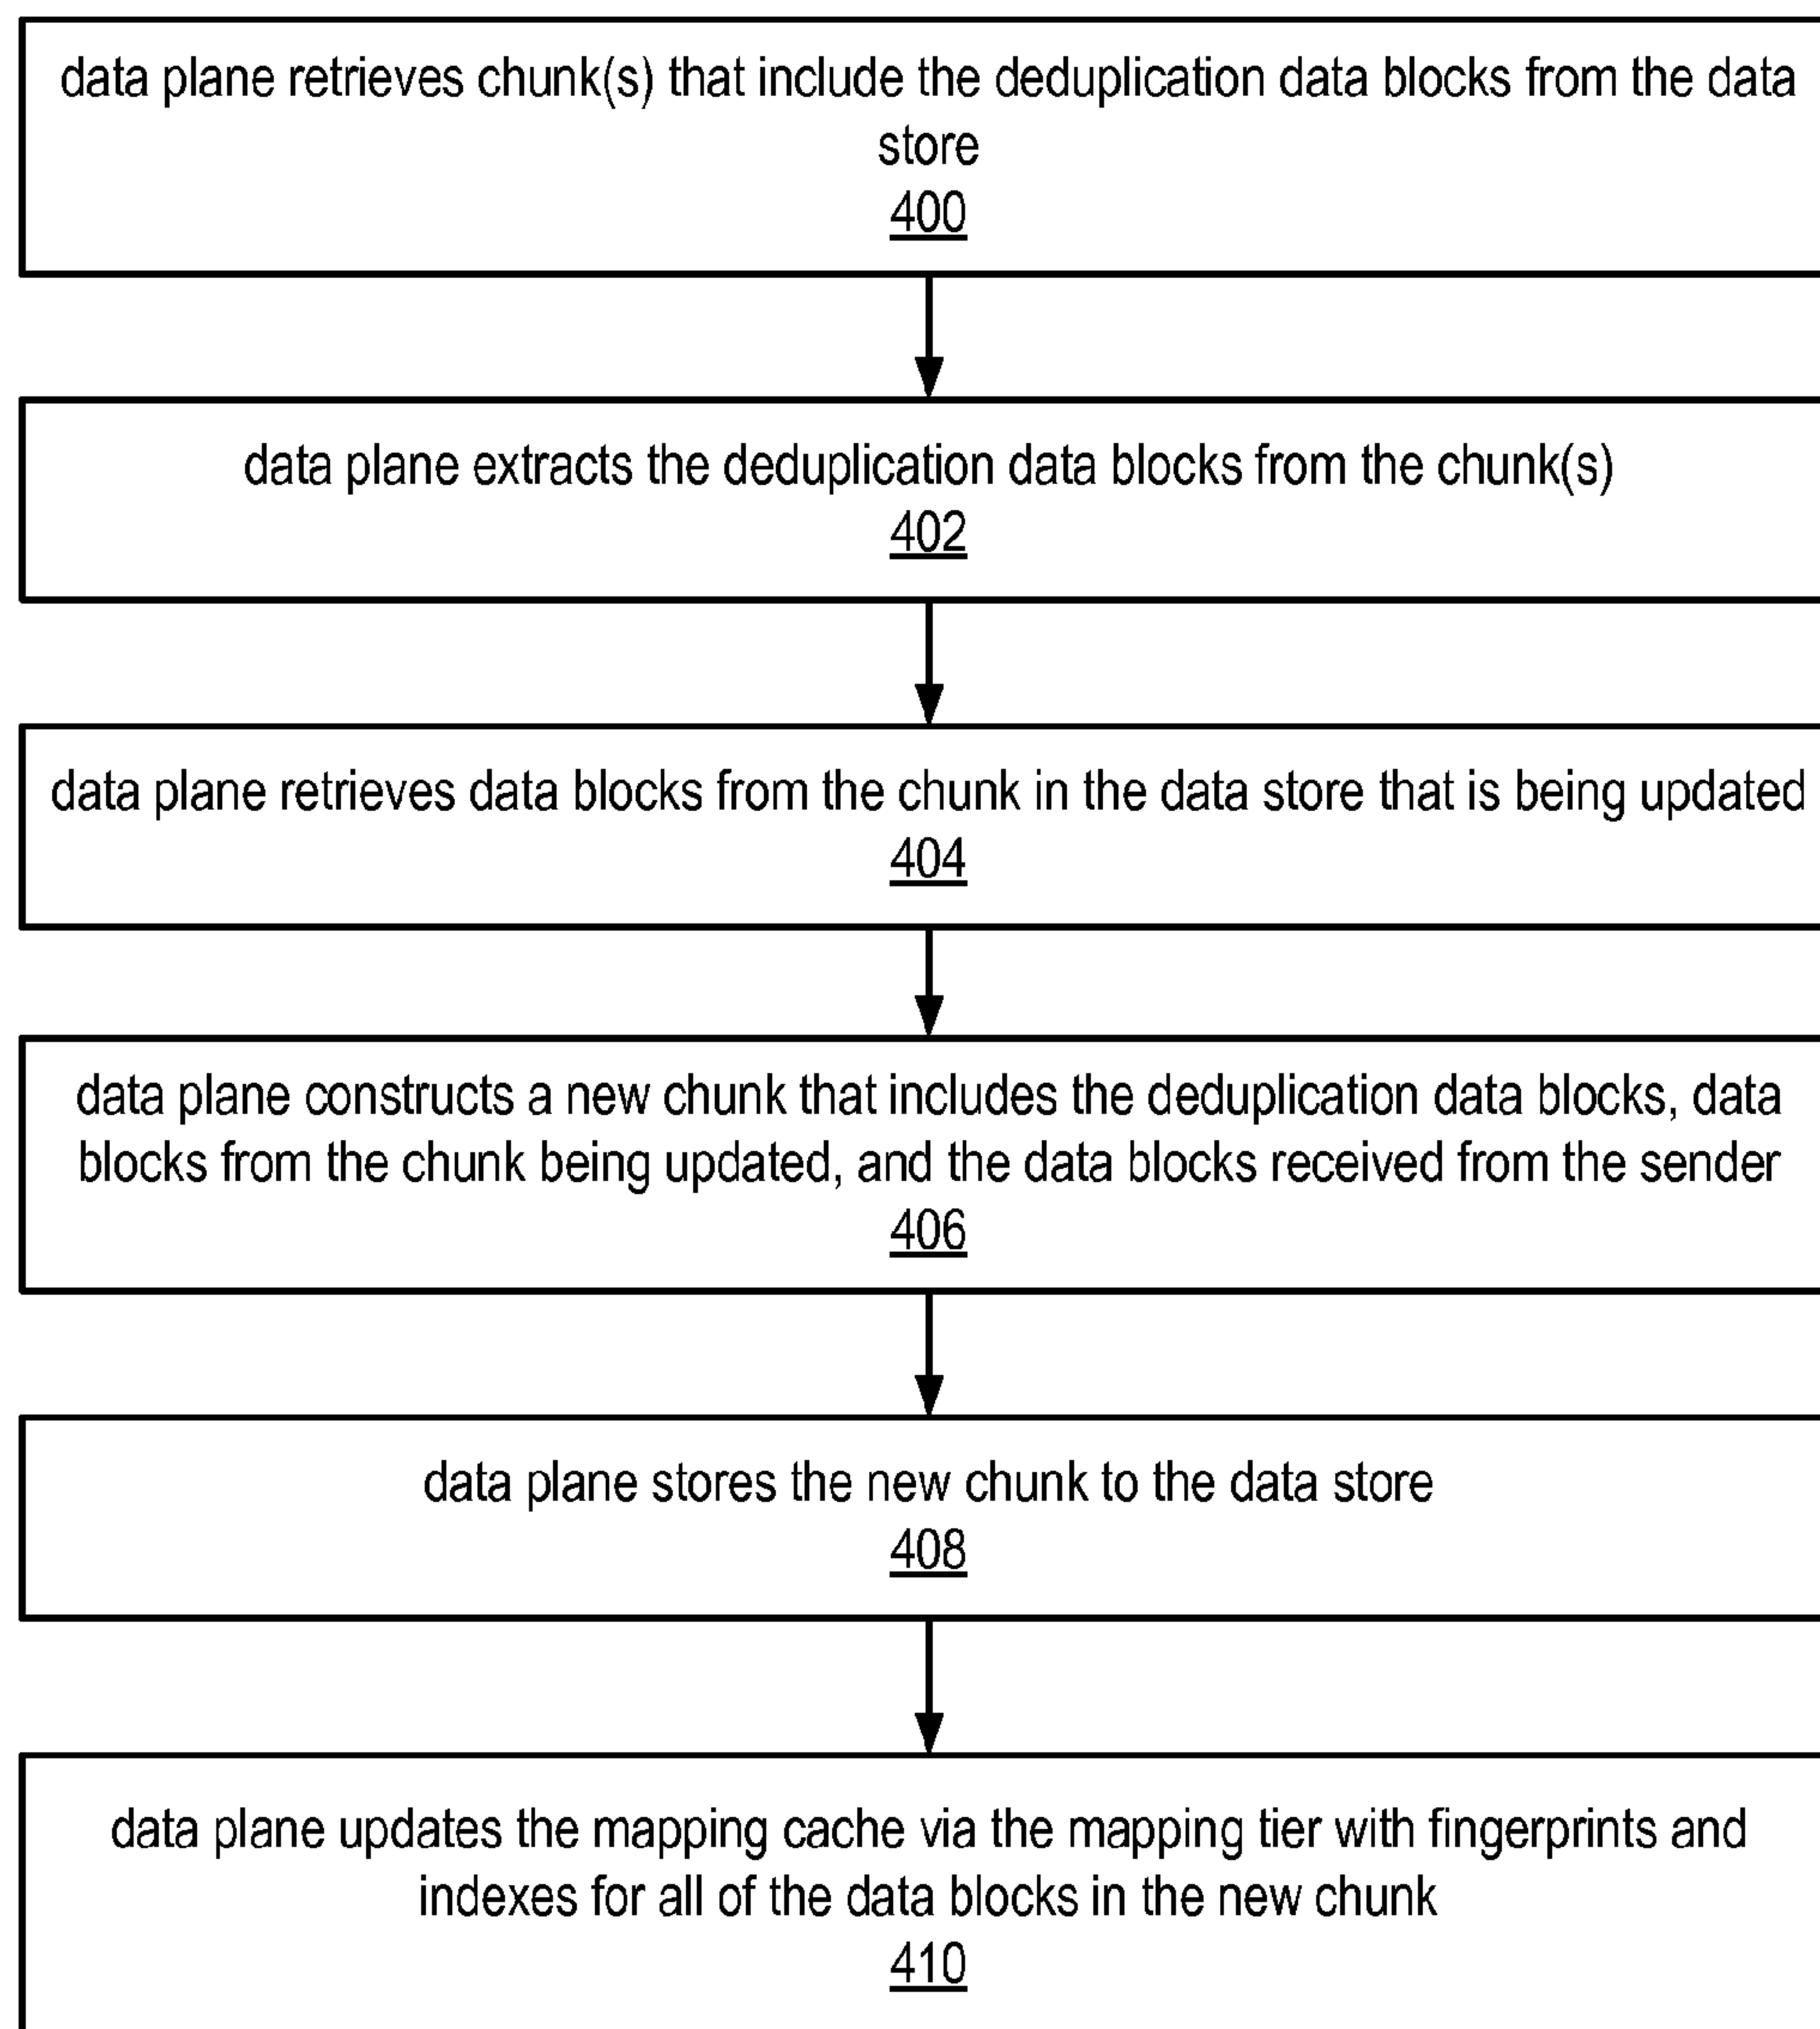 data plane retrieves chunk(s) that include the deduplication data blocks from the data
store
400
data plane extracts the deduplication data blocks from the chunk(s)
402
data plane retrieves data blocks from the chunk in the data store that is being updated
404
data plane constructs a new chunk that includes the deduplication data blocks, data
blocks from the chunk being updated, and the data blocks received from the sender
406
data plane stores the new chunk to the data store
408
data plane updates the mapping cache via the mapping tier with fingerprints and
indexes for all of the data blocks in the new chunk
410